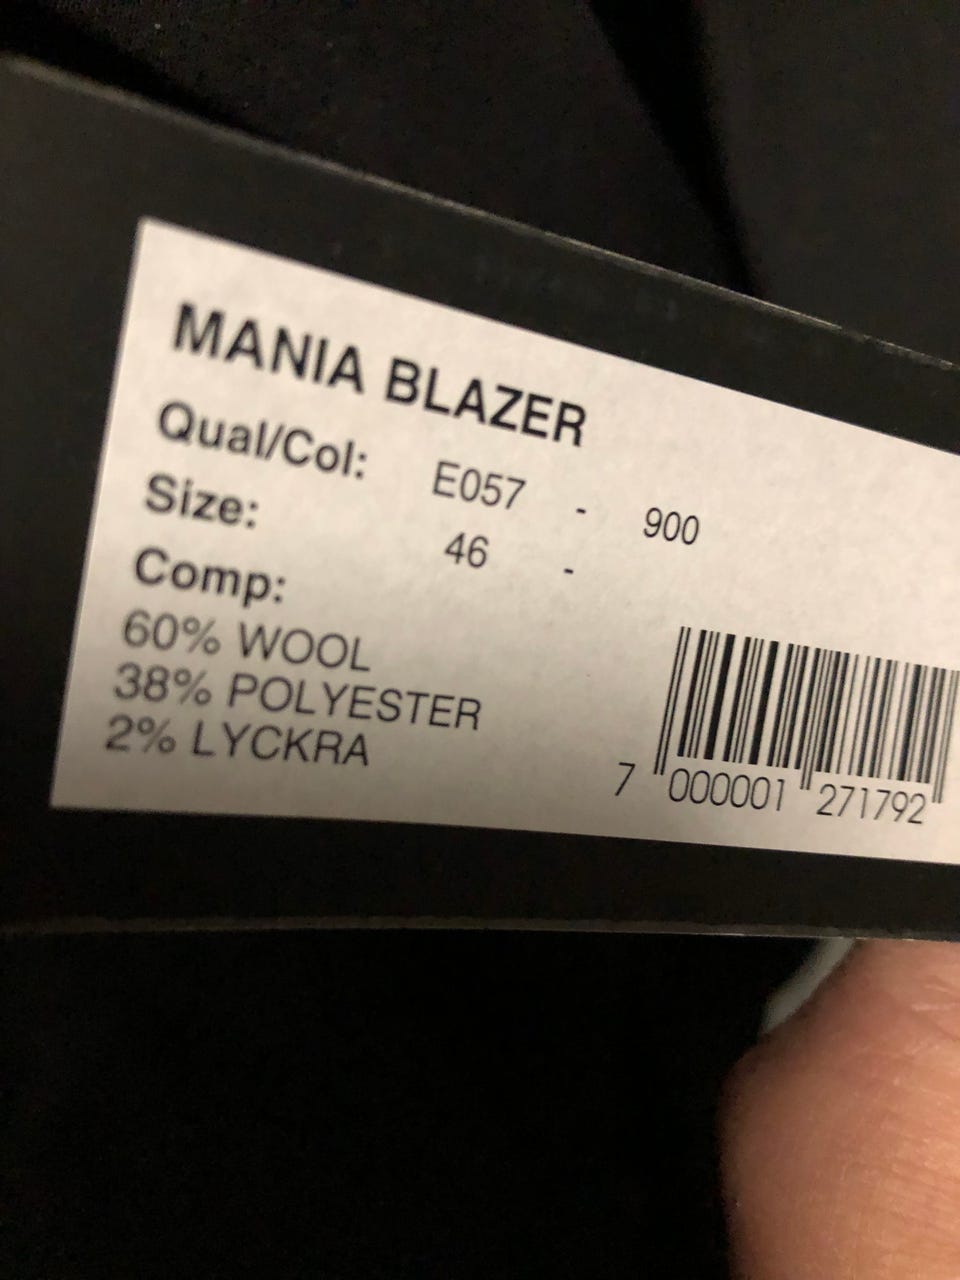 MANIA BLAZER
Qual/Col: E057 - 900
Size: 46 -
Comp:
60% WOOL
38% POLYESTER
2% LYCKRA
7 000001 271792